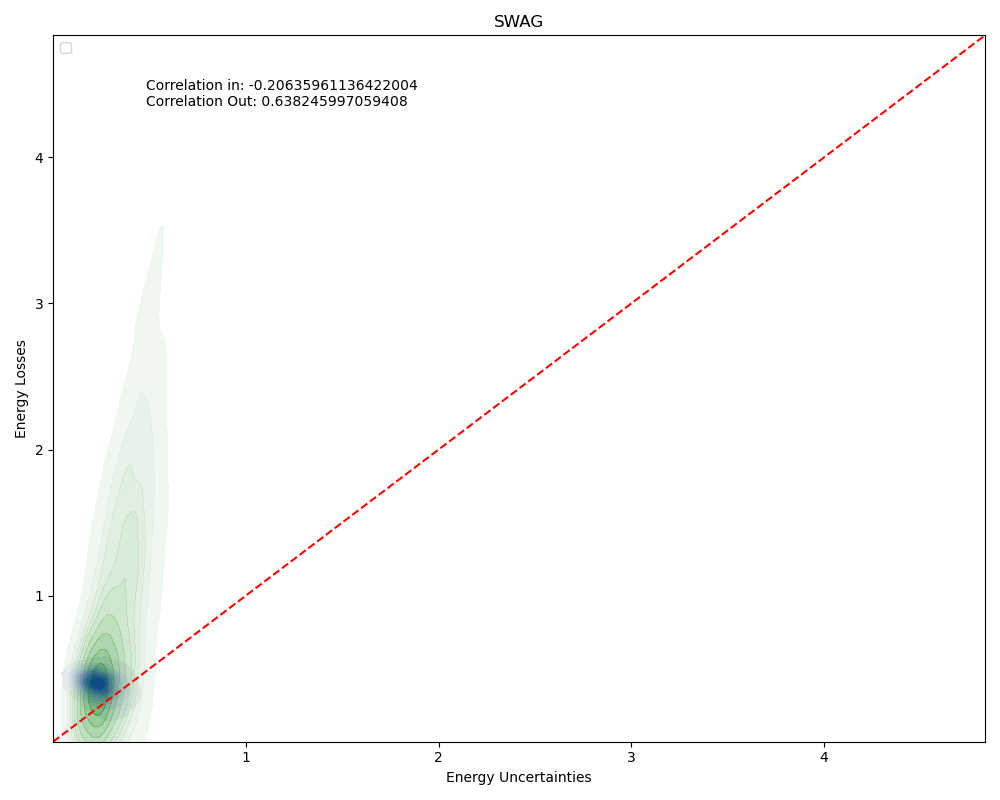 SWAG
Correlation in: -0.20635961136422004
Correlation Out: 0.638245997059408
4
3
2
1
Energy Losses
1
2
3
4
Energy Uncertainties